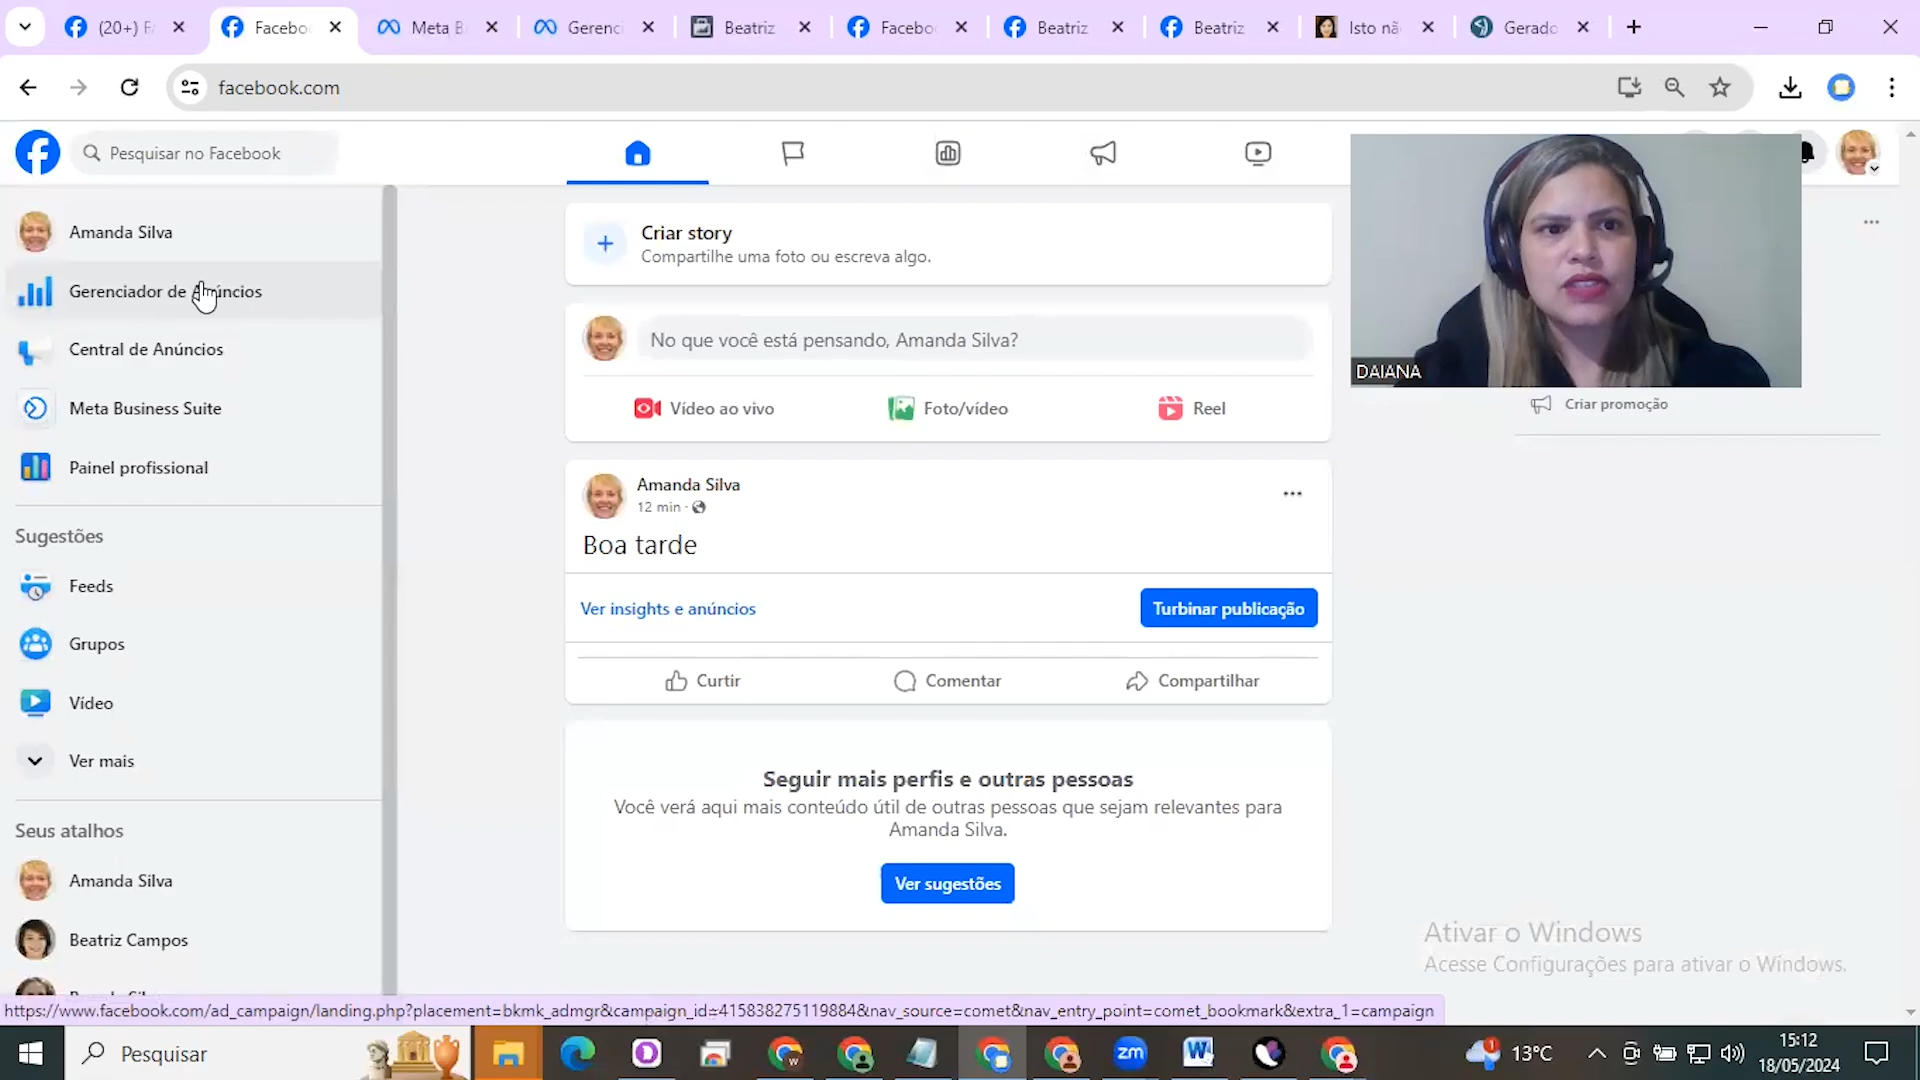 (20+) F
Facebo
Meta B
Gerenci
Beatriz
Facebo
Beatriz
Beatriz
Isto nã
Gerado
facebook.com
Pesquisar no Facebook
Amanda Silva
Gerenciador de Anúncios
Central de Anúncios
Meta Business Suite
Painel profissional
Sugestões
Feeds
Grupos
Vídeo
Ver mais
Seus atalhos
Amanda Silva
Beatriz Campos
Criar story
Compartilhe uma foto ou escreva algo.
No que você está pensando, Amanda Silva?
Vídeo ao vivo
Foto/vídeo
Reel
Amanda Silva
12 min ·
Boa tarde
Ver insights e anúncios
Turbinar publicação
Curtir
Comentar
Compartilhar
Seguir mais perfis e outras pessoas
Você verá aqui mais conteúdo útil de outras pessoas que sejam relevantes para
Amanda Silva.
Ver sugestões
DAIANA
Criar promoção
Ativar o Windows
Acesse Configurações para ativar o Windows.
https://www.facebook.com/ad_campaign/landing.php?placement=bkmk_admgr&campaign_id=415838275119884&nav_source=comet&nav_entry_point=comet_bookmark&extra_1=campaign
Pesquisar
zm
W
1
13°C
15:12
18/05/2024